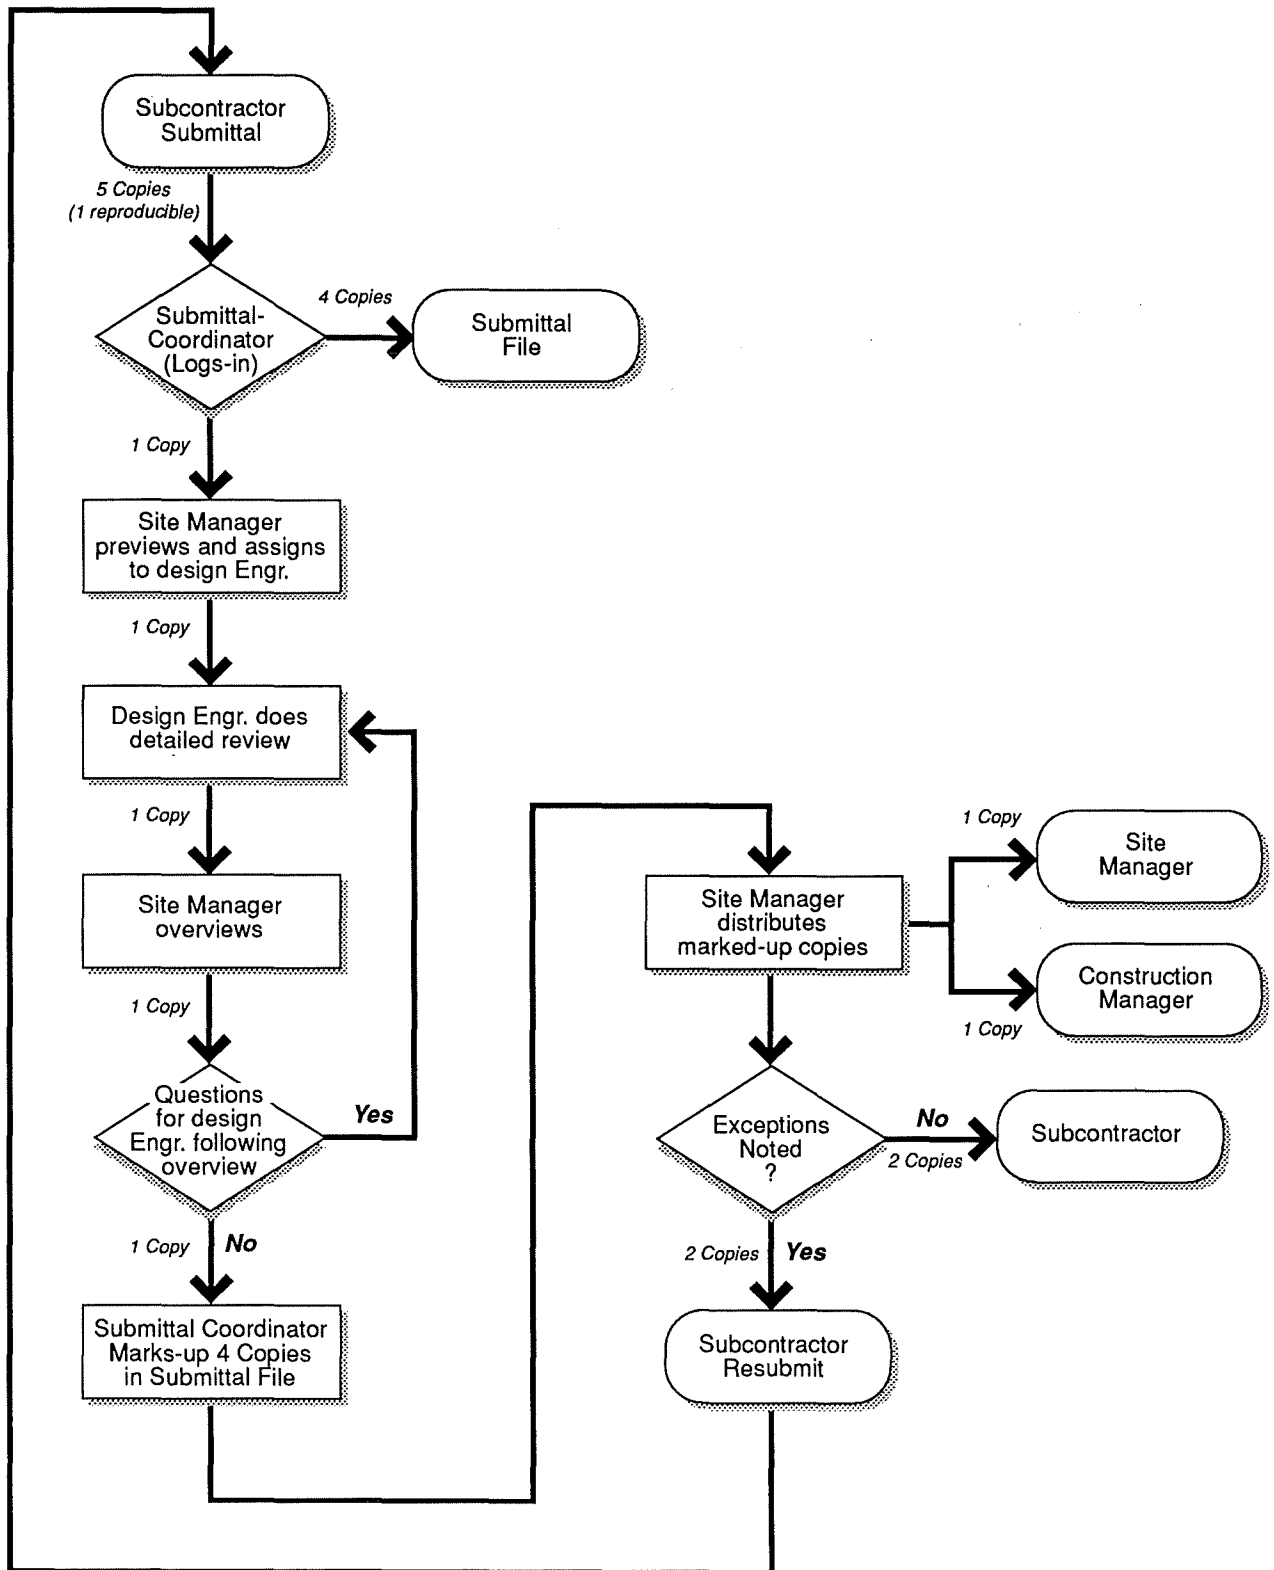 Subcontractor
Submittal
5 Copies
(1 reproducible)
Submittal-
Coordinator
(Logs-in)
4 Copies
Submittal
File
1 Copy
Site Manager
previews and assigns
to design Engr.
1 Copy
Design Engr. does
detailed review
1 Copy
Site Manager
overviews
1 Copy
Questions
for design
Engr. following
overview
Yes
1 Copy
No
Submittal Coordinator
Marks-up 4 Copies
in Submittal File
Site Manager
distributes
marked-up copies
1 Copy
Site
Manager
Construction
Manager
1 Copy
Exceptions
Noted
?
No
2 Copies
Subcontractor
2 Copies
Yes
Subcontractor
Resubmit